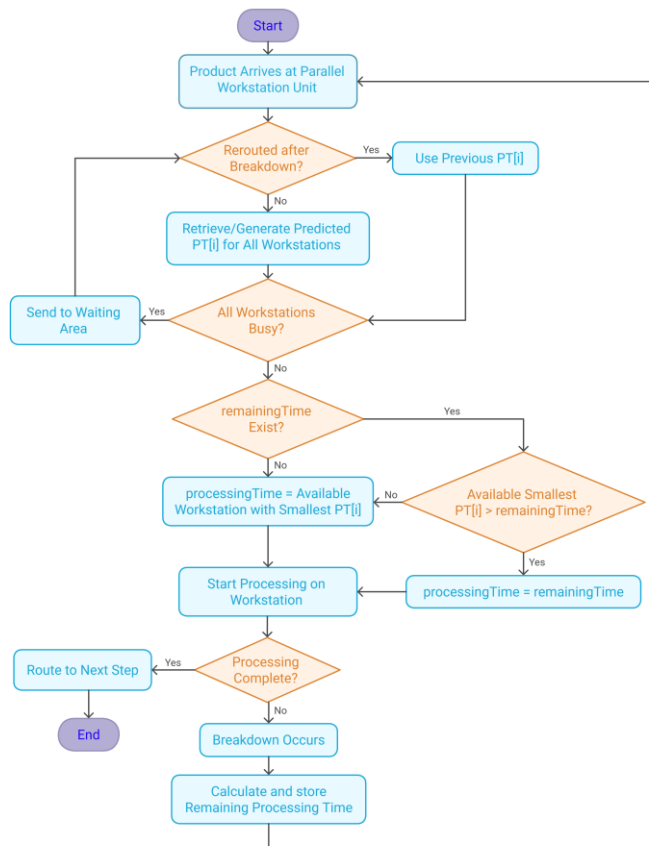 Start
Product Arrives at Parallel
Workstation Unit
Rerouted after
Breakdown?
Yes
Use Previous PT[i]
No
Retrieve/Generate Predicted
PT[i] for All Workstations
Send to Waiting
Area
Yes
All Workstations
Busy?
No
remainingTime
Exist?
Yes
No
processingTime = Available
Workstation with Smallest PT[i]
No
Available Smallest
PT[i] > remainingTime?
Yes
Start Processing on
Workstation
processingTime = remainingTime
Route to Next Step
Yes
Processing
Complete?
No
End
Breakdown Occurs
Calculate and store
Remaining Processing Time